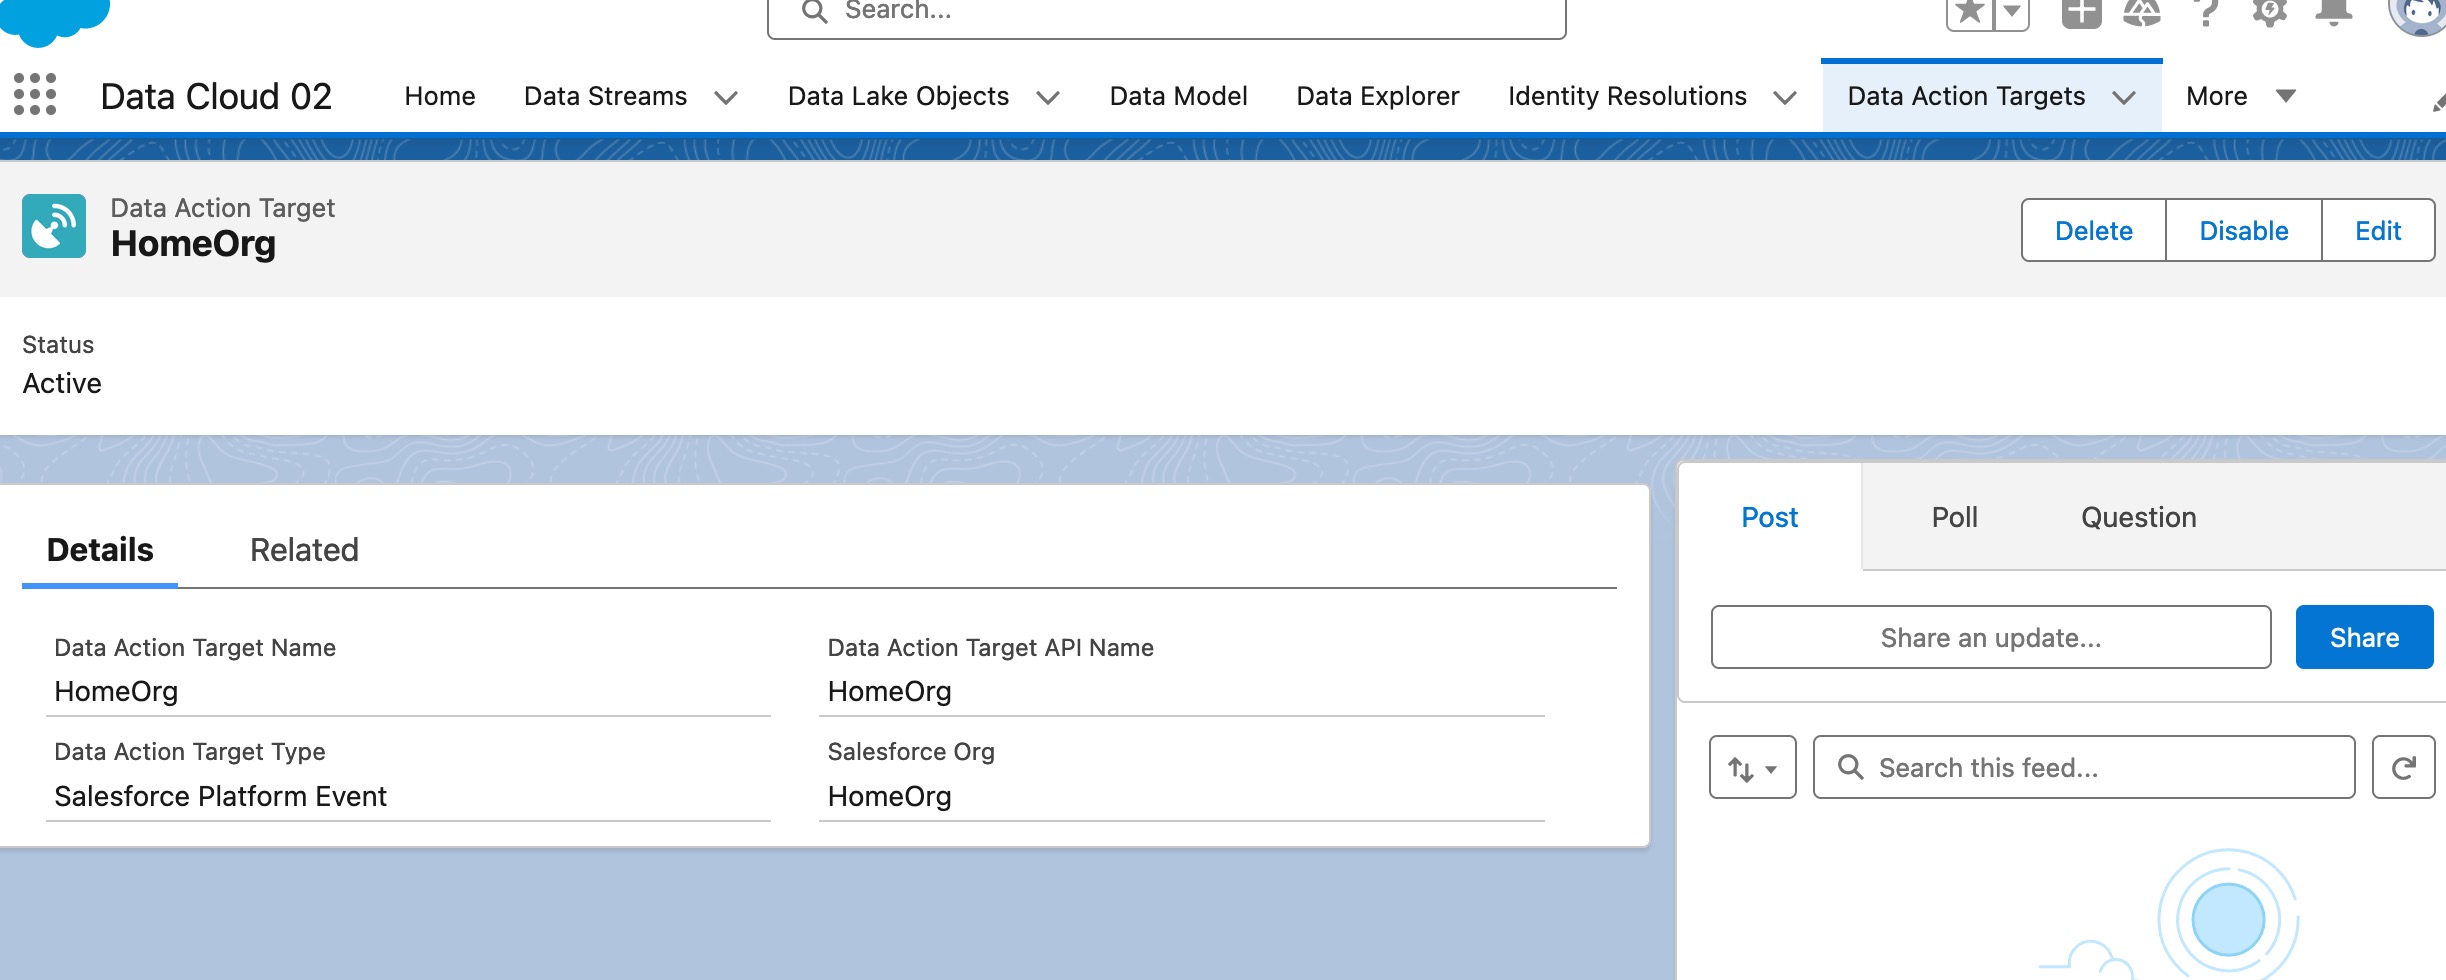 Search...
Data Cloud 02
Home
Data Streams
Data Lake Objects
Data Model
Data Explorer
Identity Resolutions
Data Action Targets
More
Data Action Target
HomeOrg
Delete
Disable
Edit
Status
Active
Details
Related
Data Action Target Name
HomeOrg
Data Action Target API Name
HomeOrg
Data Action Target Type
Salesforce Platform Event
Salesforce Org
HomeOrg
Post
Poll
Question
Share an update...
Share
Search this feed...